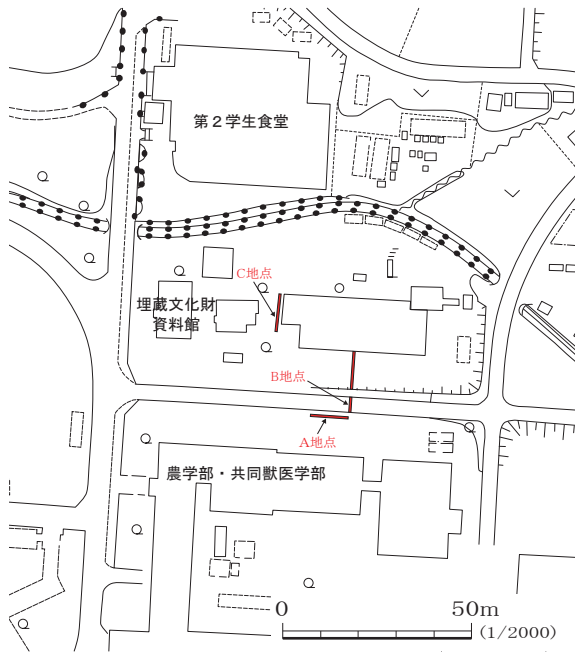 第２学生食堂
C地点
埋蔵文化財
資料館
B地点
A地点
農学部・共同獣医学部
0
50m
(1/2000)